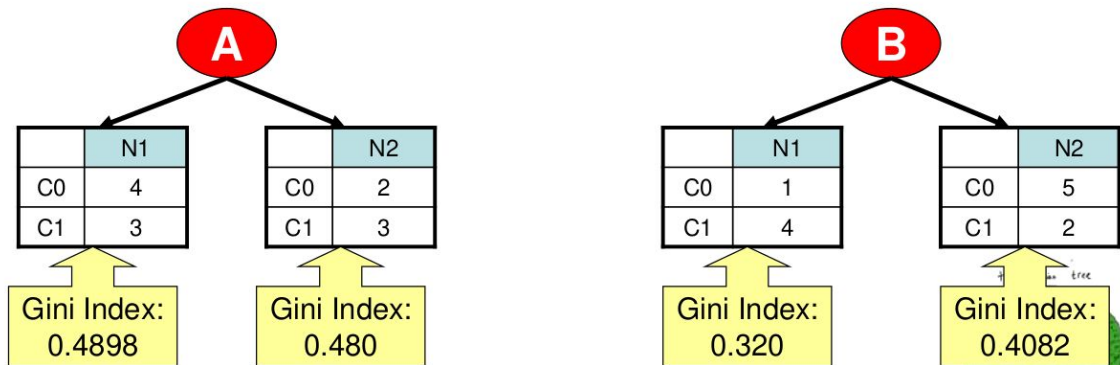 A
B
N1
C0 4
C1 3
N2
C0 2
C1 3
N1
C0 1
C1 4
N2
C0 5
C1 2
tree
Gini Index:
0.4898
Gini Index:
0.480
Gini Index:
0.320
Gini Index:
0.4082